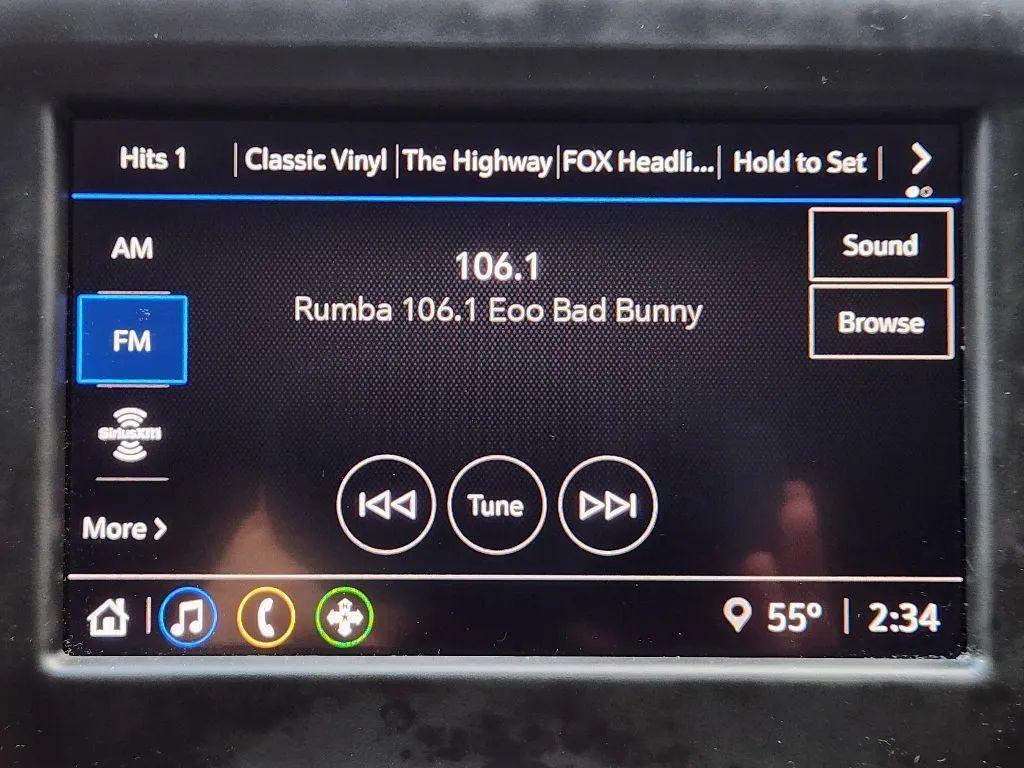 Hits 1 | Classic Vinyl | The Highway | FOX Headli... | Hold to Set |
AM
106.1
Sound
Rumba 106.1 Eoo Bad Bunny
FM
Browse
SiriusXM
Tune
More
55° | 2:34